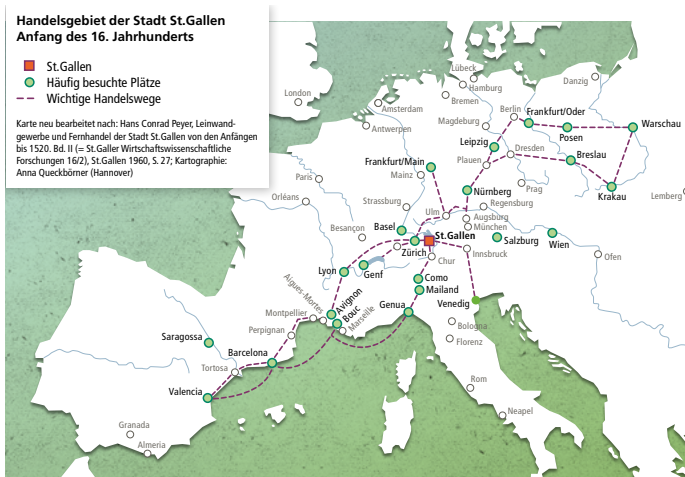 Handelsgebiet der Stadt St.Gallen
Anfang des 16. Jahrhunderts
St.Gallen
Häufig besuchte Plätze
Wichtige Handelswege
Karte neu bearbeitet nach: Hans Conrad Peyer, Leinwand-
gewerbe und Fernhandel der Stadt St.Gallen von den Anfängen
bis 1520. Bd. II (= St.Galler Wirtschaftswissenschaftliche
Forschungen 16/2), St.Gallen 1960, S. 27; Kartographie:
Anna Queckbörner (Hannover)
Lübeck
Hamburg
Danzig
London
Bremen
Amsterdam
Berlin
Frankfurt/Oder
Antwerpen
Magdeburg
Posen
Warschau
Leipzig
Dresden
Frankfurt/Main
Plauen
Breslau
Mainz
Paris
Prag
Krakau
Nürnberg
Lemberg
Orléans
Strassburg
Regensburg
Ulm
Augsburg
Besançon
Basel
München
St.Gallen
Salzburg
Wien
Zürich
Innsbruck
Ofen
Chur
Lyon
Genf
Como
Mailand
Aigues-Mortes
Avignon
Venedig
Genua
Bouc
Montpellier
Marseille
Bologna
Perpignan
Saragossa
Florenz
Barcelona
Tortosa
Rom
Valencia
Neapel
Granada
Almeria